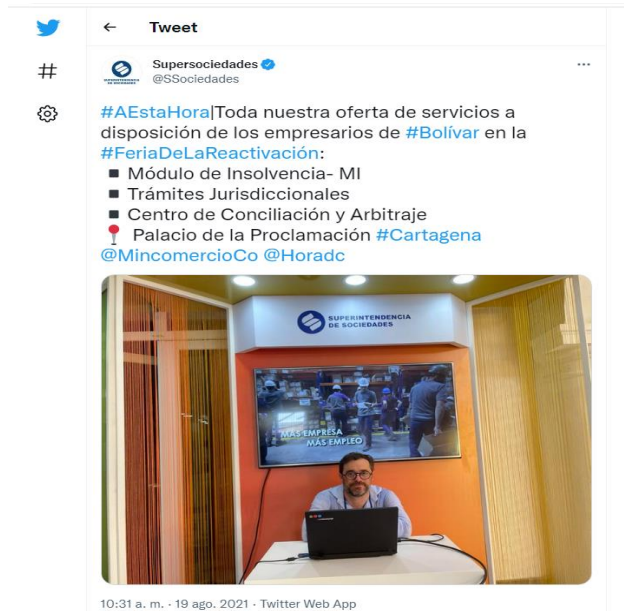 ← Tweet
Supersociedades
@SSociedades
#AEstaHora|Toda nuestra oferta de servicios a
disposición de los empresarios de #Bolívar en la
#FeriaDeLaReactivación:
◾ Módulo de Insolvencia- MI
◾ Trámites Jurisdiccionales
◾ Centro de Conciliación y Arbitraje
📍 Palacio de la Proclamación #Cartagena
@MincomercioCo @Horadc
SUPERINTENDENCIA
DE SOCIEDADES
MÁS EMPRESA
MÁS EMPLEO
10:31 a. m. · 19 ago. 2021 · Twitter Web App